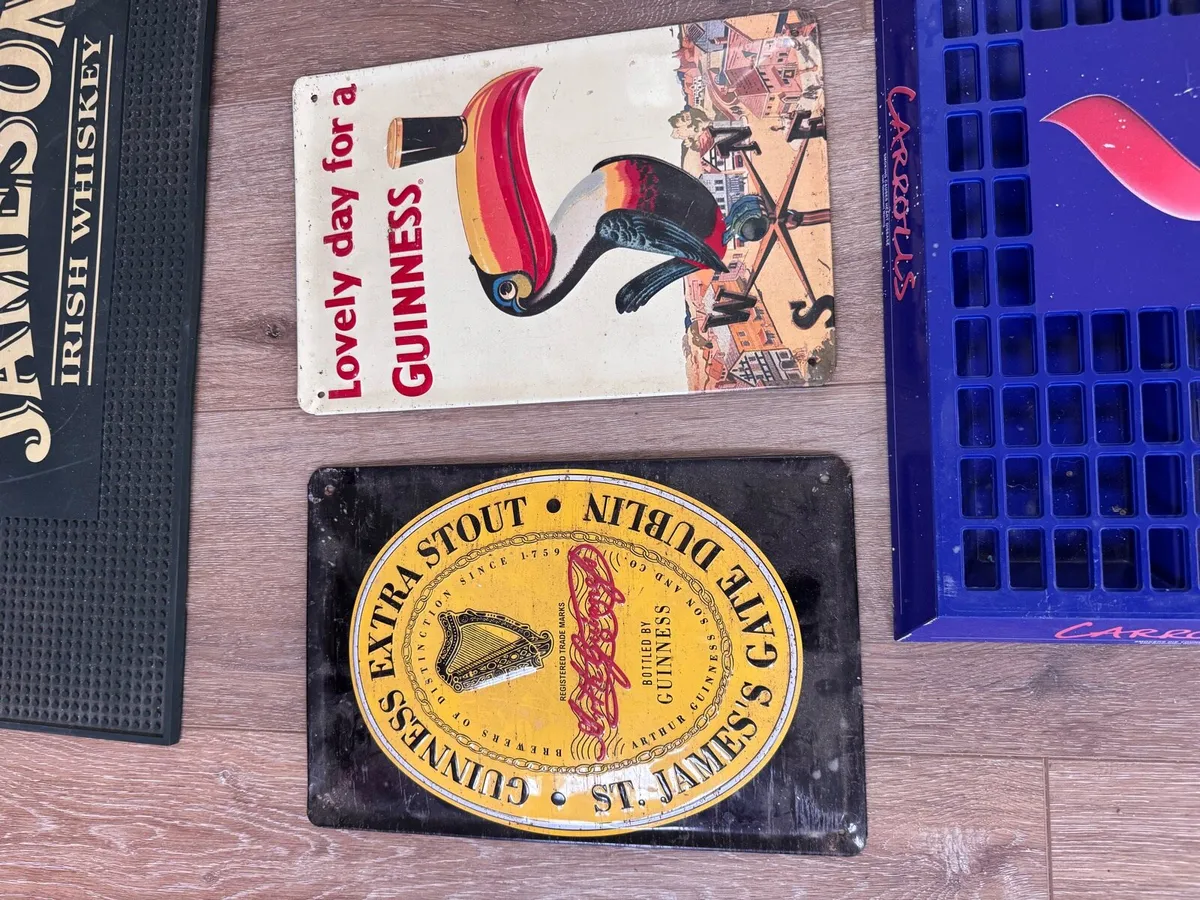 JAMESON
IRISH WHISKEY
Lovely day for a
GUINNESS®
N
E
W
S
GUINNESS EXTRA STOUT • DUBLIN
ST. JAMES'S GATE •
BREWERS OF DISTINCTION SINCE 1759
ARTHUR GUINNESS SON AND CO.
REGISTERED TRADE MARKS
BOTTLED BY
GUINNESS
CARROLL'S